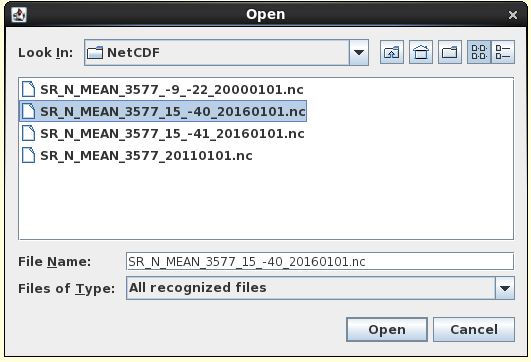 Open
Look In: NetCDF
SR_N_MEAN_3577_-9_-22_20000101.nc
SR_N_MEAN_3577_15_-40_20160101.nc
SR_N_MEAN_3577_15_-41_20160101.nc
SR_N_MEAN_3577_20110101.nc
File Name: SR_N_MEAN_3577_15_-40_20160101.nc
Files of Type: All recognized files
Open Cancel